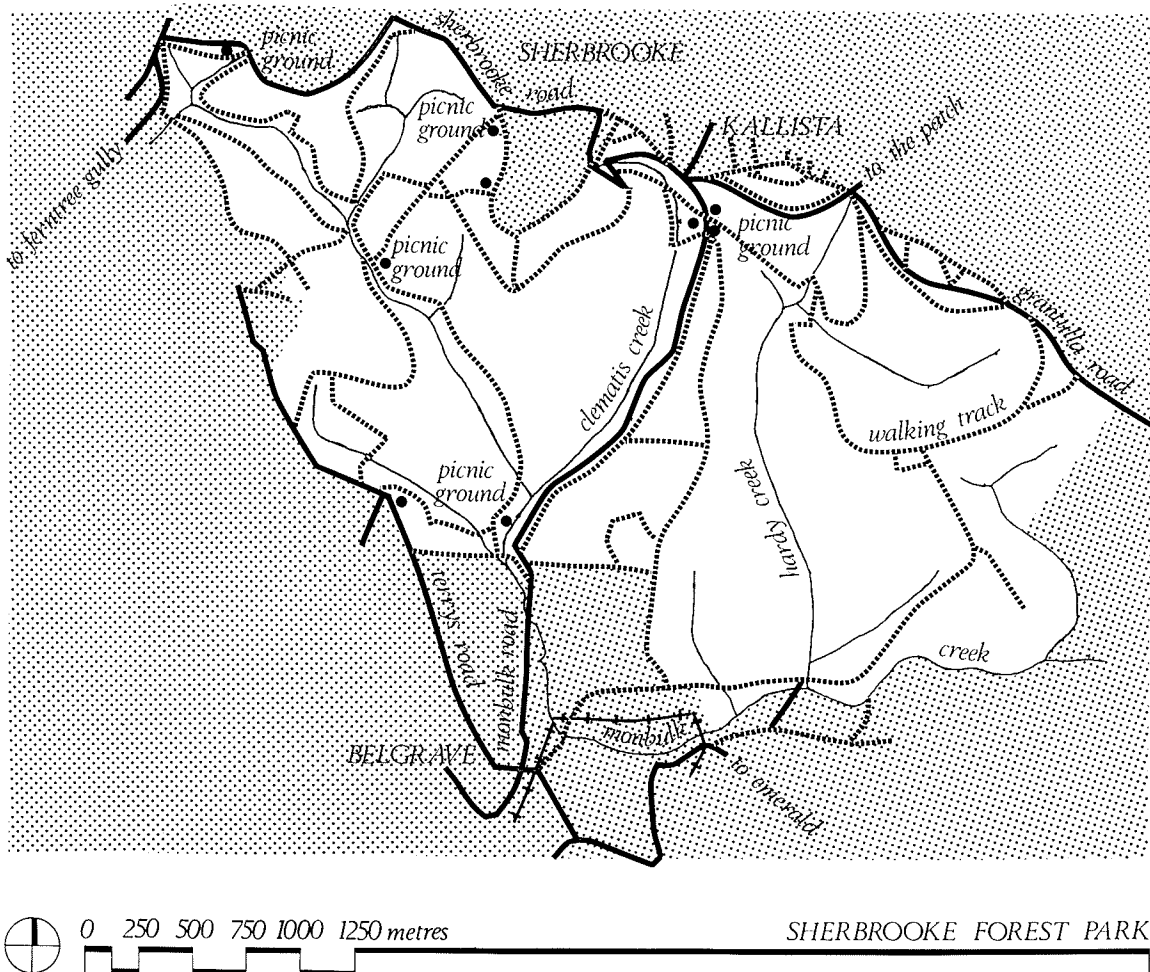 picnic
ground
sherbrooke
road
SHERBROOKE
picnic
ground
KALLISTA
to the patch
to ferntree gully
picnic
ground
picnic
ground
grantulla road
clematis creek
walking track
picnic
ground
hardy creek
terrys road
monbulk road
creek
monbulk
BELGRAVE
to emerald
0 250 500 750 1000 1250 metres
SHERBROOKE FOREST PARK